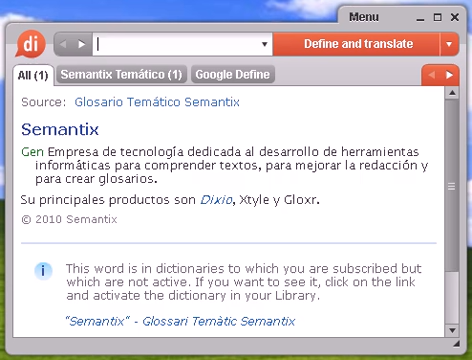 Menu
di
Define and translate
All (1) Semantix Temático (1) Google Define
Source: Glosario Temático Semantix
Semantix
Gen Empresa de tecnología dedicada al desarrollo de herramientas
informáticas para comprender textos, para mejorar la redacción y
para crear glosarios.
Su principales productos son Dixio, Xtyle y Gloxr.
© 2010 Semantix
i
This word is in dictionaries to which you are subscribed but
which are not active. If you want to see it, click on the link
and activate the dictionary in your Library.
"Semantix" - Glossari Temàtic Semantix